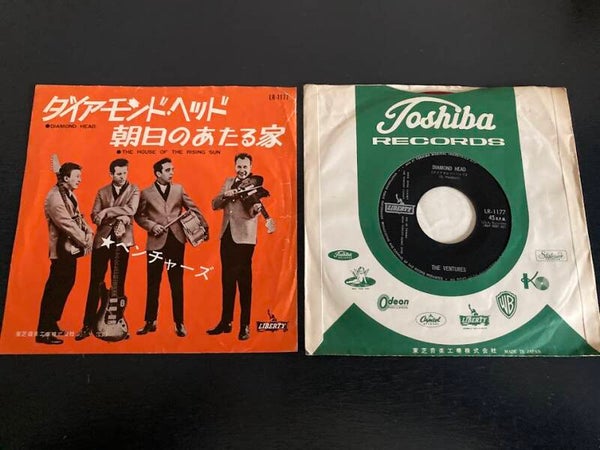 LR-1177
ダイアーモンド・ヘッド
●DIAMOND HEAD
朝日のあたる家
●THE HOUSE OF THE RISING SUN
★ベンチャーズ
LIBERTY
東芝音楽工業株式会社
Toshiba
RECORDS
DIAMOND HEAD
LIBERTY
LR-1177
45 R.P.M.
THE VENTURES
Toshiba
Odeon
Capitol
LIBERTY
WB
K
東芝音楽工業株式会社
MADE IN JAPAN